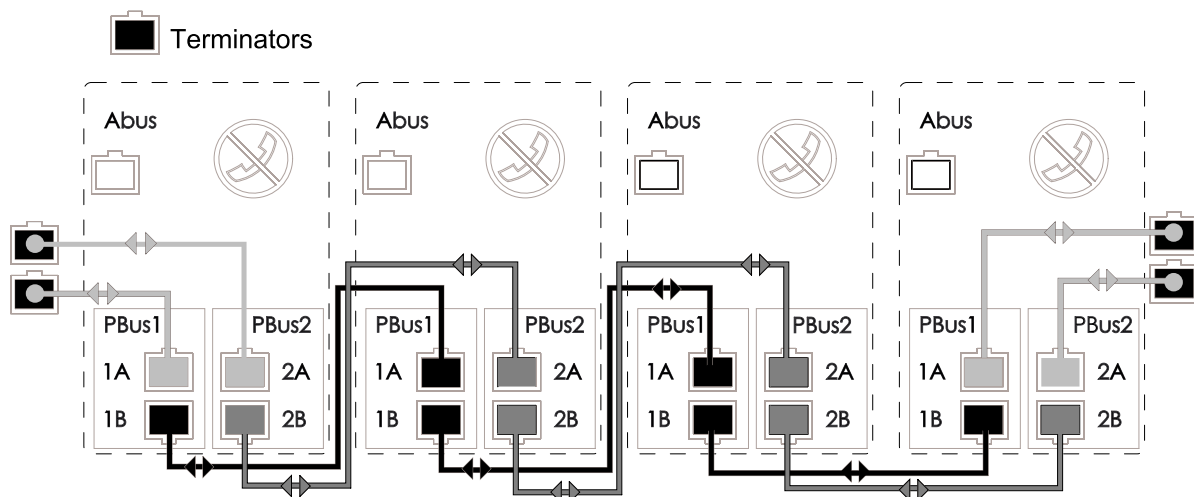 Terminators
Abus Abus Abus Abus
PBus1 PBus2 PBus1 PBus2 PBus1 PBus2 PBus1 PBus2
1A 2A 1A 2A 1A 2A 1A 2A
1B 2B 1B 2B 1B 2B 1B 2B